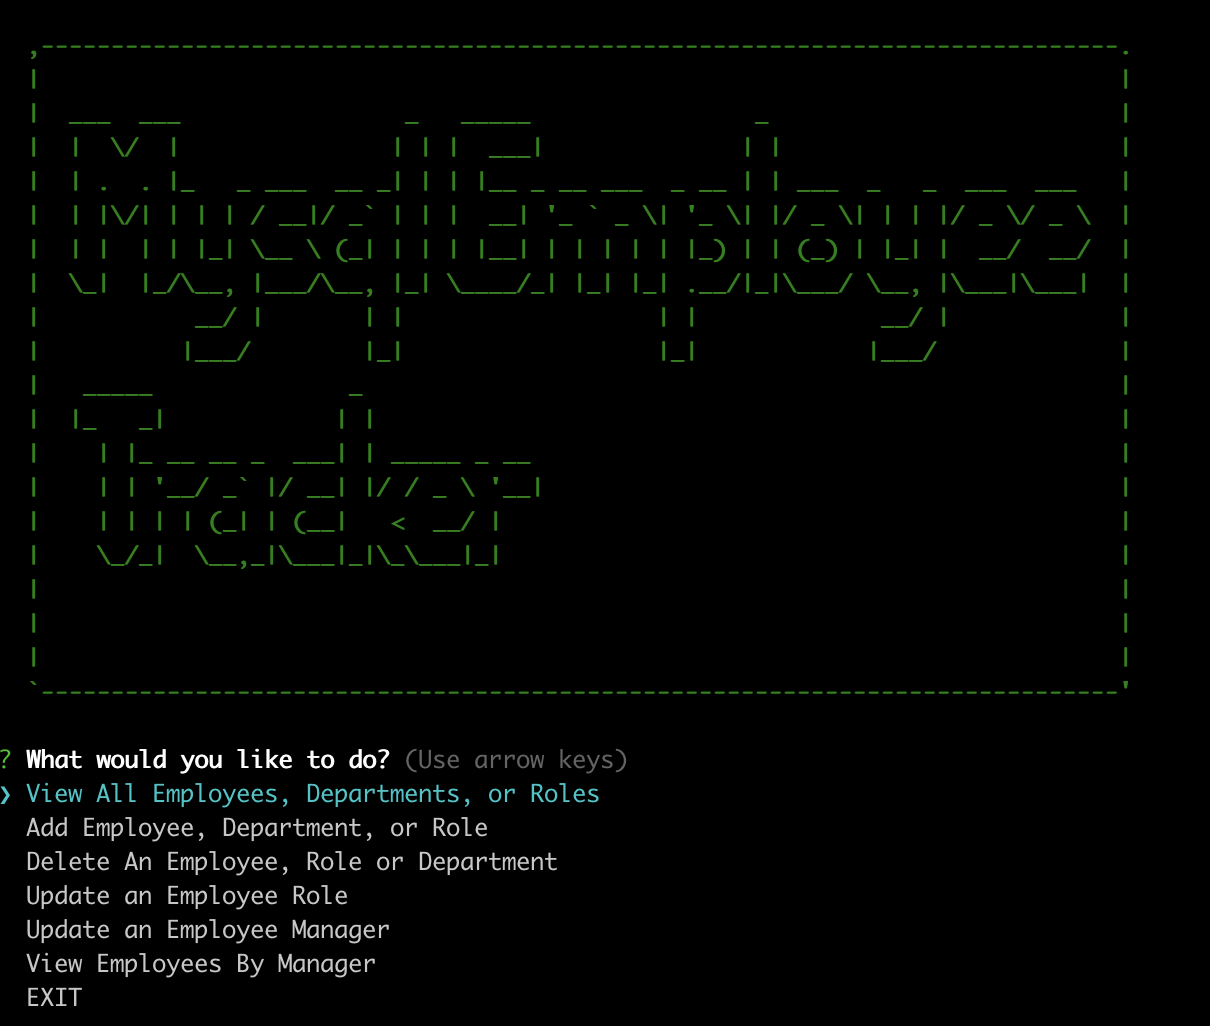 Mysql Employee
Tracker
? What would you like to do? (Use arrow keys)
❯ View All Employees, Departments, or Roles
Add Employee, Department, or Role
Delete An Employee, Role or Department
Update an Employee Role
Update an Employee Manager
View Employees By Manager
EXIT